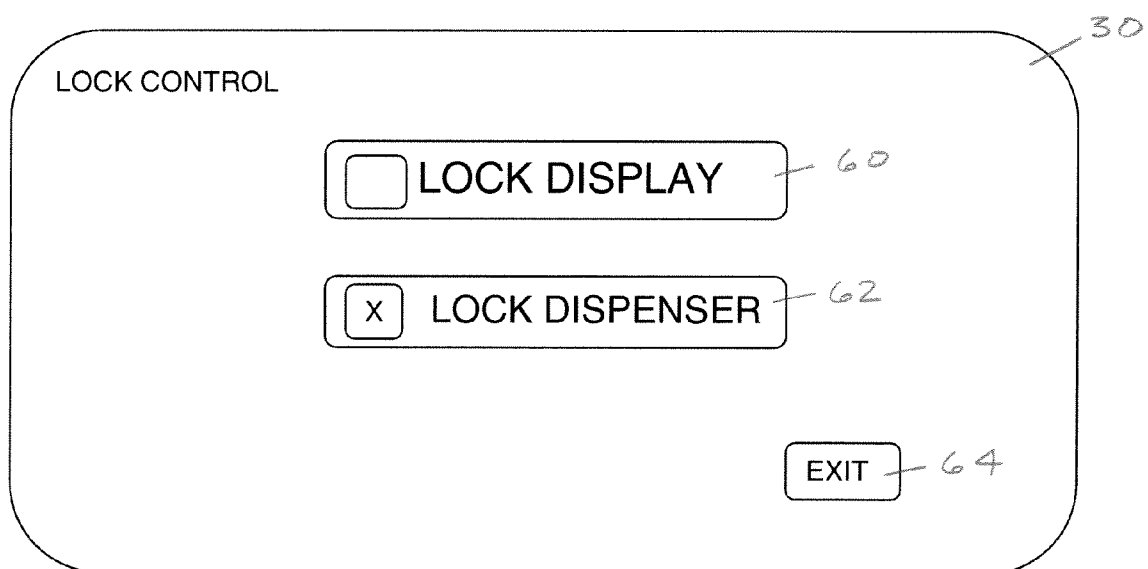 30
LOCK CONTROL
LOCK DISPLAY 60
X LOCK DISPENSER 62
EXIT 64